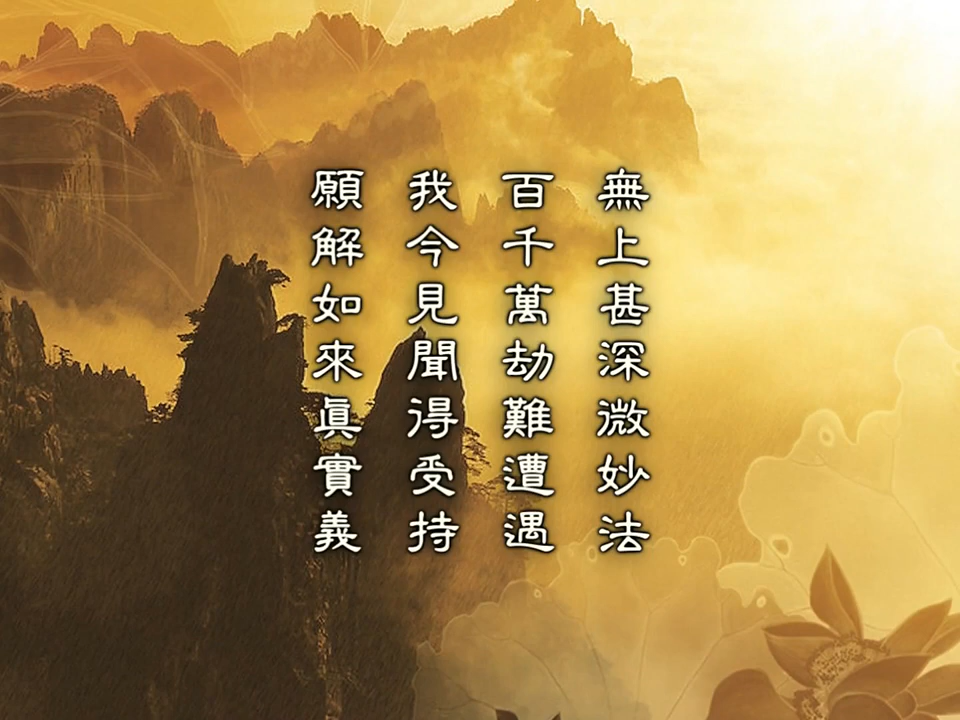 無上甚深微妙法
百千萬劫難遭遇
我今見聞得受持
願解如來眞實義